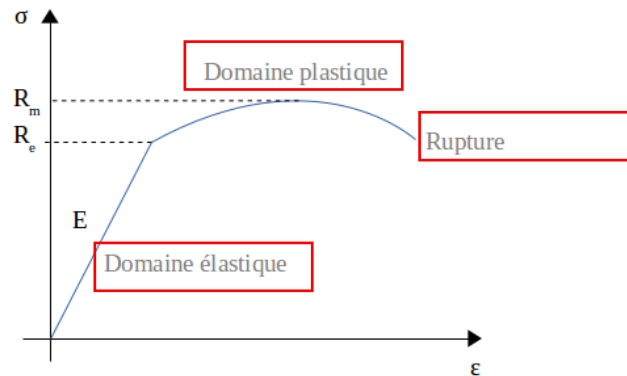 σ
Domaine plastique
Rₘ
Rₑ
Rupture
E
Domaine élastique
ε